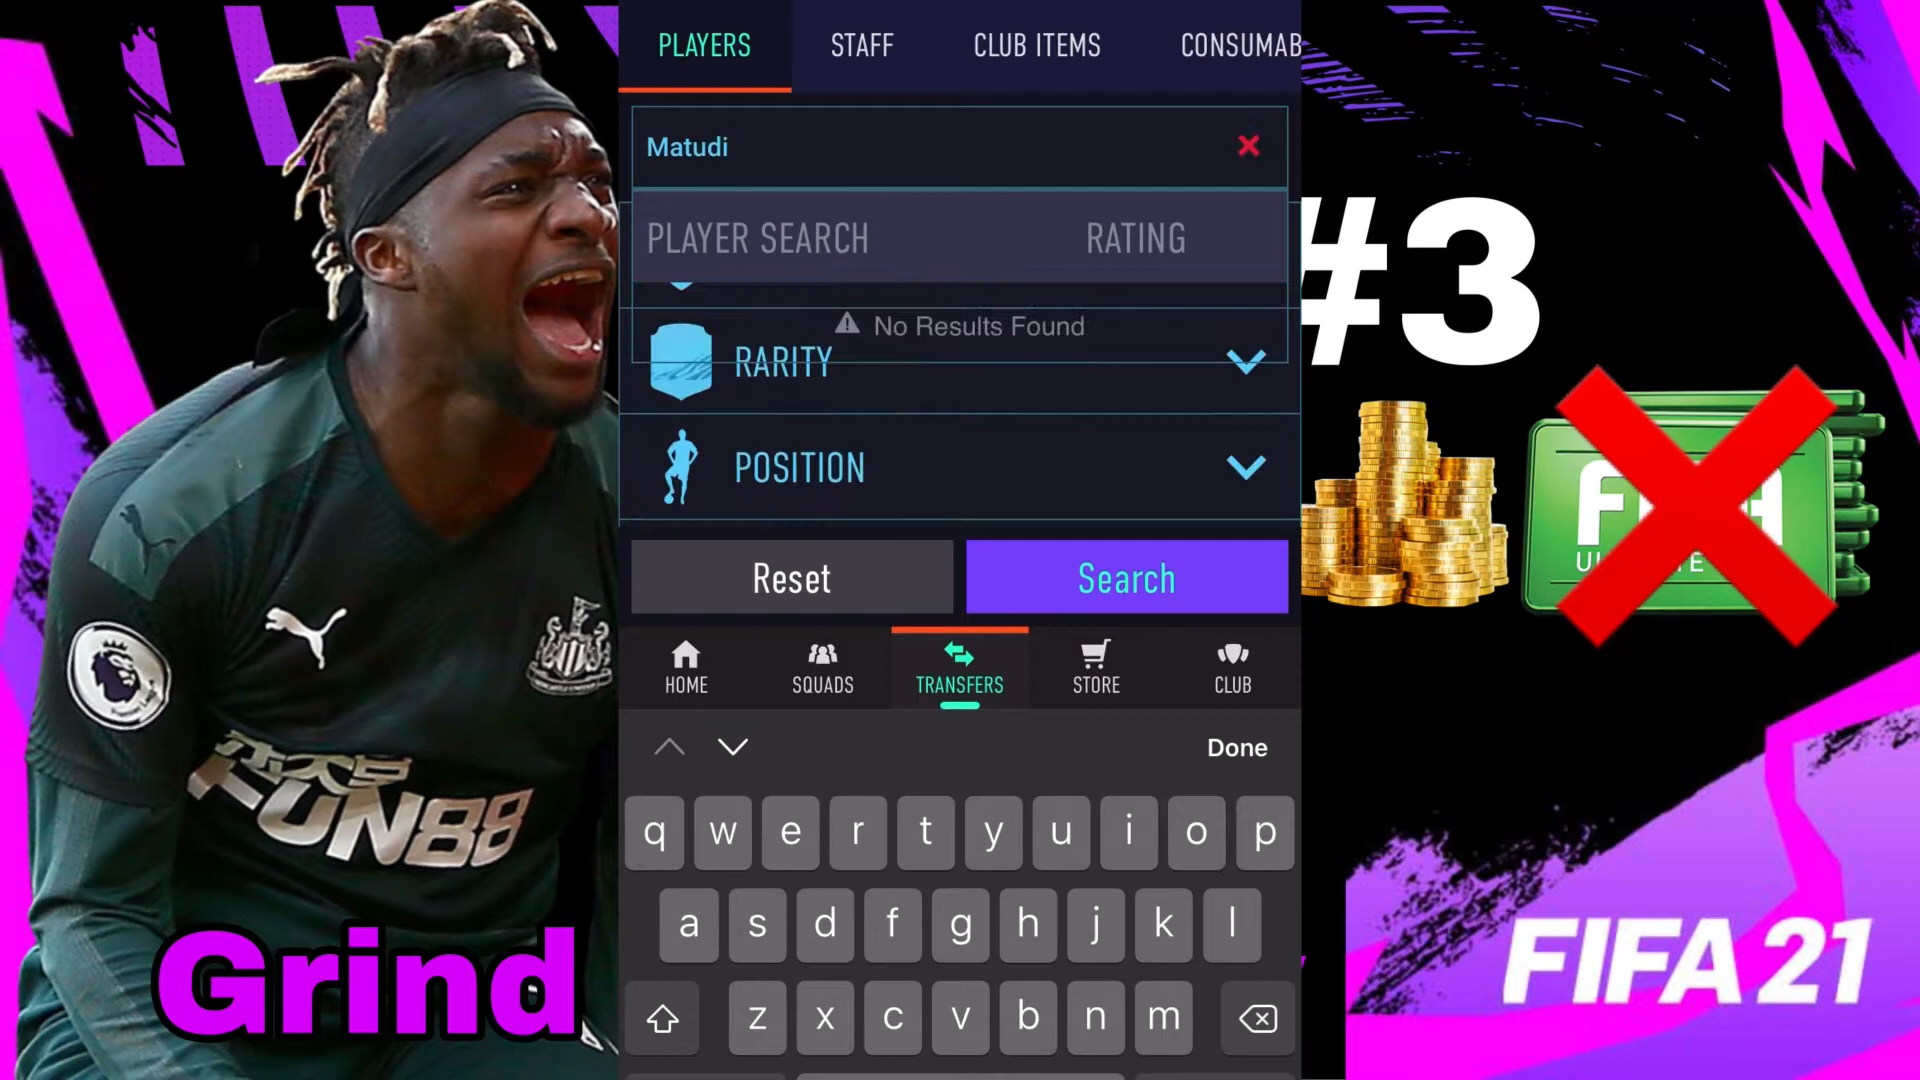 PLAYERS STAFF CLUB ITEMS CONSUMAB
Matudi
PLAYER SEARCH RATING
No Results Found
RARITY
POSITION
Reset Search
HOME SQUADS TRANSFERS STORE CLUB
Done
q w e r t y u i o p
a s d f g h j k l
z x c v b n m
#3
FUN88
Grind
FIFA 21